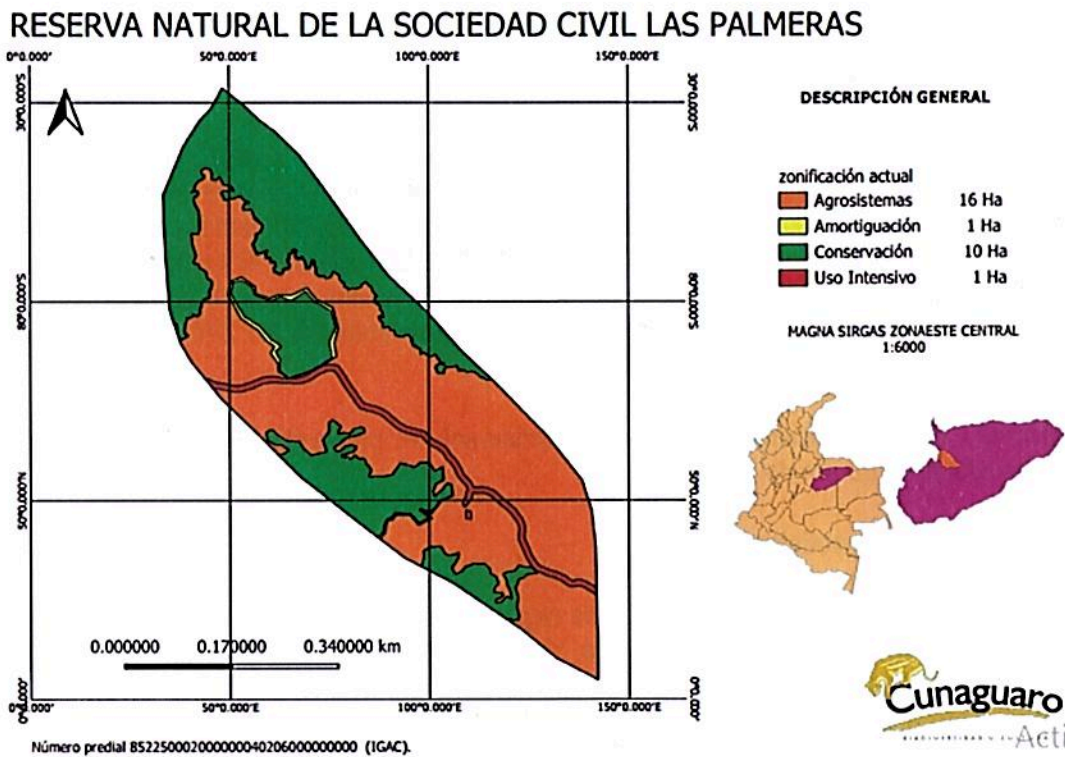 RESERVA NATURAL DE LA SOCIEDAD CIVIL LAS PALMERAS
0°0.000'
50°0.000'E
100°0.000'E
150°0.000'E
30°0.000'S
30°0.000'S
80°0.000'S
80°0.000'S
50°0.000'N
50°0.000'N
0°0.000'
0°0.000'
0.000000 0.170000 0.340000 km
0°0.000'
50°0.000'E
100°0.000'E
150°0.000'E
Número predial
(IGAC).
DESCRIPCIÓN GENERAL
zonificación actual
Agrosistemas 16 Ha
Amortiguación 1 Ha
Conservación 10 Ha
Uso Intensivo 1 Ha
MAGNA SIRGAS ZONAESTE CENTRAL
1:6000
Cunaguaro
Acti